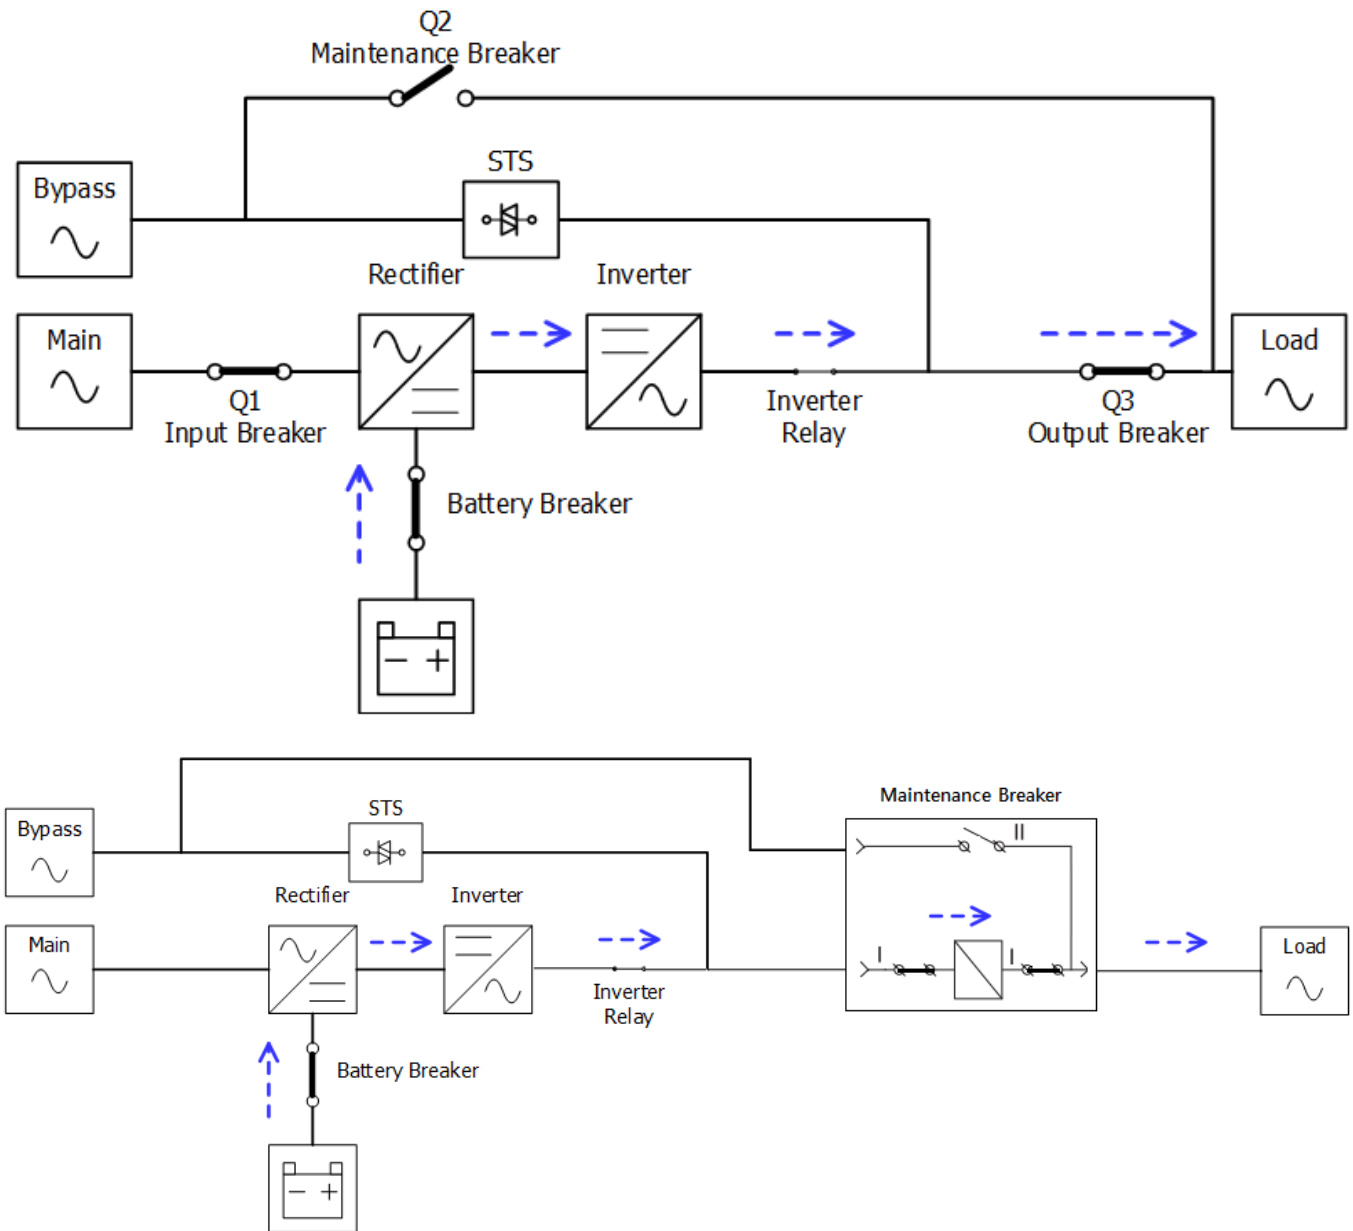 Q2
Maintenance Breaker
STS
Bypass
Rectifier
Inverter
Main
Load
Q1
Input Breaker
Inverter
Relay
Q3
Output Breaker
Battery Breaker
- +
Maintenance Breaker
STS
Bypass
II
Rectifier
Inverter
Main
I
I
Load
Inverter
Relay
Battery Breaker
- +